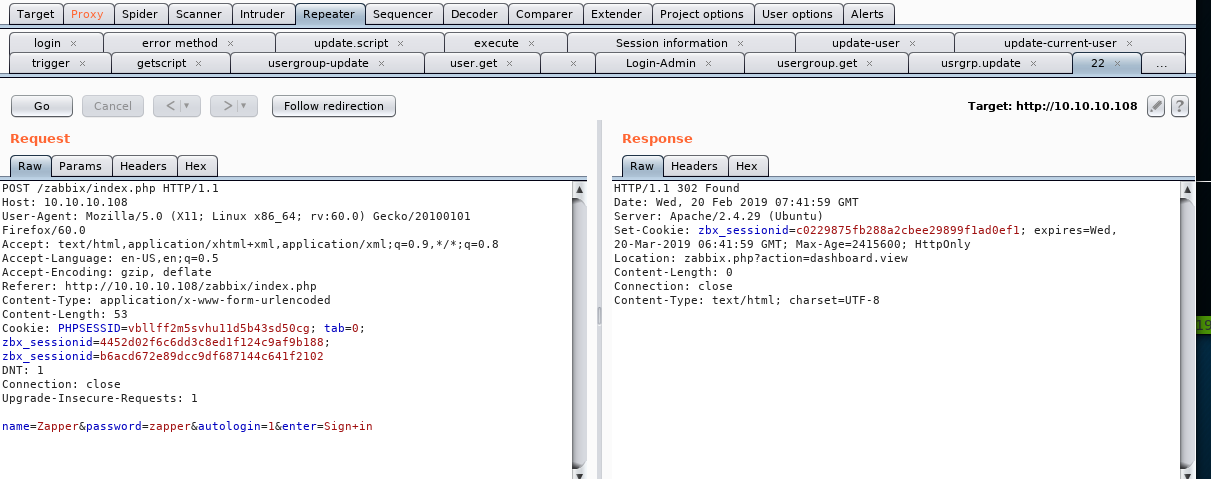 Target Proxy Spider Scanner Intruder Repeater Sequencer Decoder Comparer Extender Project options User options Alerts
login × error method × update.script × execute × Session information × update-user × update-current-user ×
trigger × getscript × usergroup-update × user.get × × Login-Admin × usergroup.get × usrgrp.update × 22 × ...
Go Cancel < ▾ > ▾ Follow redirection Target: http://10.10.10.108 ?
Request
Raw Params Headers Hex
POST /zabbix/index.php HTTP/1.1
Host: 10.10.10.108
User-Agent: Mozilla/5.0 (X11; Linux x86_64; rv:60.0) Gecko/20100101
Firefox/60.0
Accept: text/html,application/xhtml+xml,application/xml;q=0.9,*/*;q=0.8
Accept-Language: en-US,en;q=0.5
Accept-Encoding: gzip, deflate
Referer: http://10.10.10.108/zabbix/index.php
Content-Type: application/x-www-form-urlencoded
Content-Length: 53
Cookie: PHPSESSID=vbllff2m5svhu11d5b43sd50cg; tab=0;
zbx_sessionid=4452d02f6c6dd3c8ed1f124c9af9b188;
zbx_sessionid=b6acd672e89dcc9df687144c641f2102
DNT: 1
Connection: close
Upgrade-Insecure-Requests: 1
name=Zapper&password=zapper&autologin=1&enter=Sign+in
Response
Raw Headers Hex
HTTP/1.1 302 Found
Date: Wed, 20 Feb 2019 07:41:59 GMT
Server: Apache/2.4.29 (Ubuntu)
Set-Cookie: zbx_sessionid=c0229875fb288a2cbee29899f1ad0ef1; expires=Wed,
20-Mar-2019 06:41:59 GMT; Max-Age=2415600; HttpOnly
Location: zabbix.php?action=dashboard.view
Content-Length: 0
Connection: close
Content-Type: text/html; charset=UTF-8
19